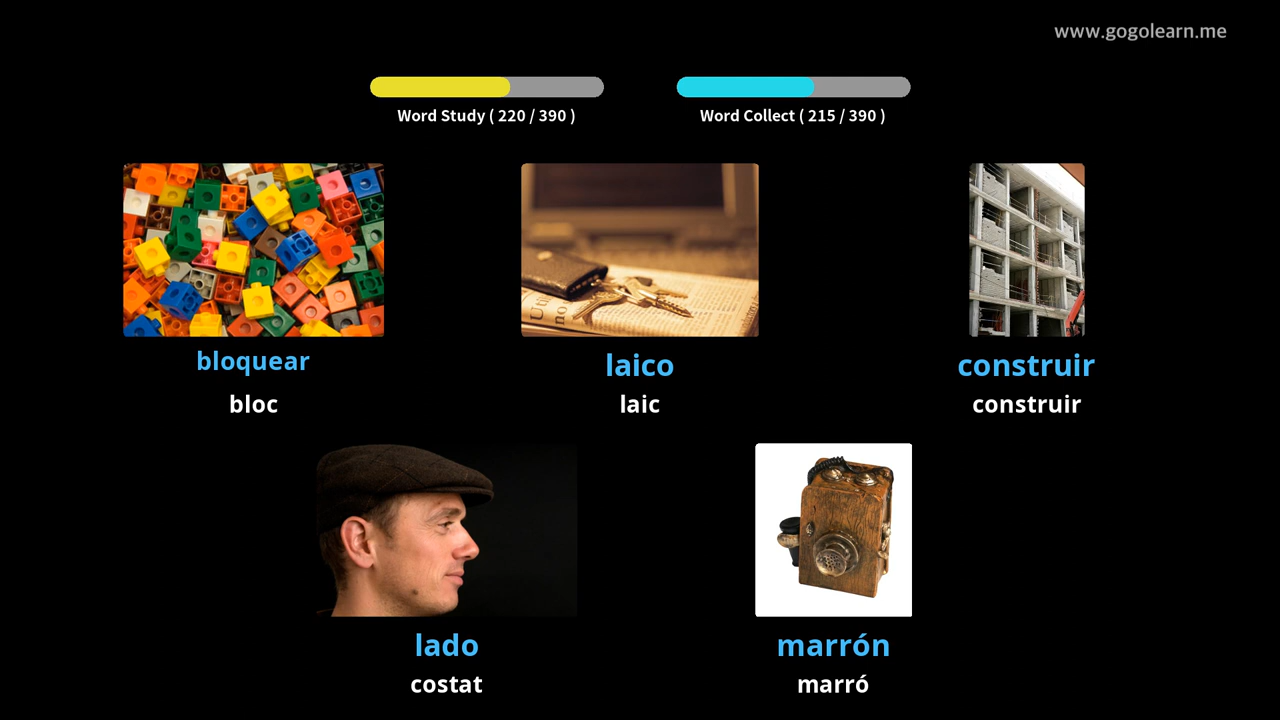 www.gogolearn.me
Word Study ( 220 / 390 )
Word Collect ( 215 / 390 )
bloquear
laico
construir
bloc
laic
construir
lado
marrón
costat
marró